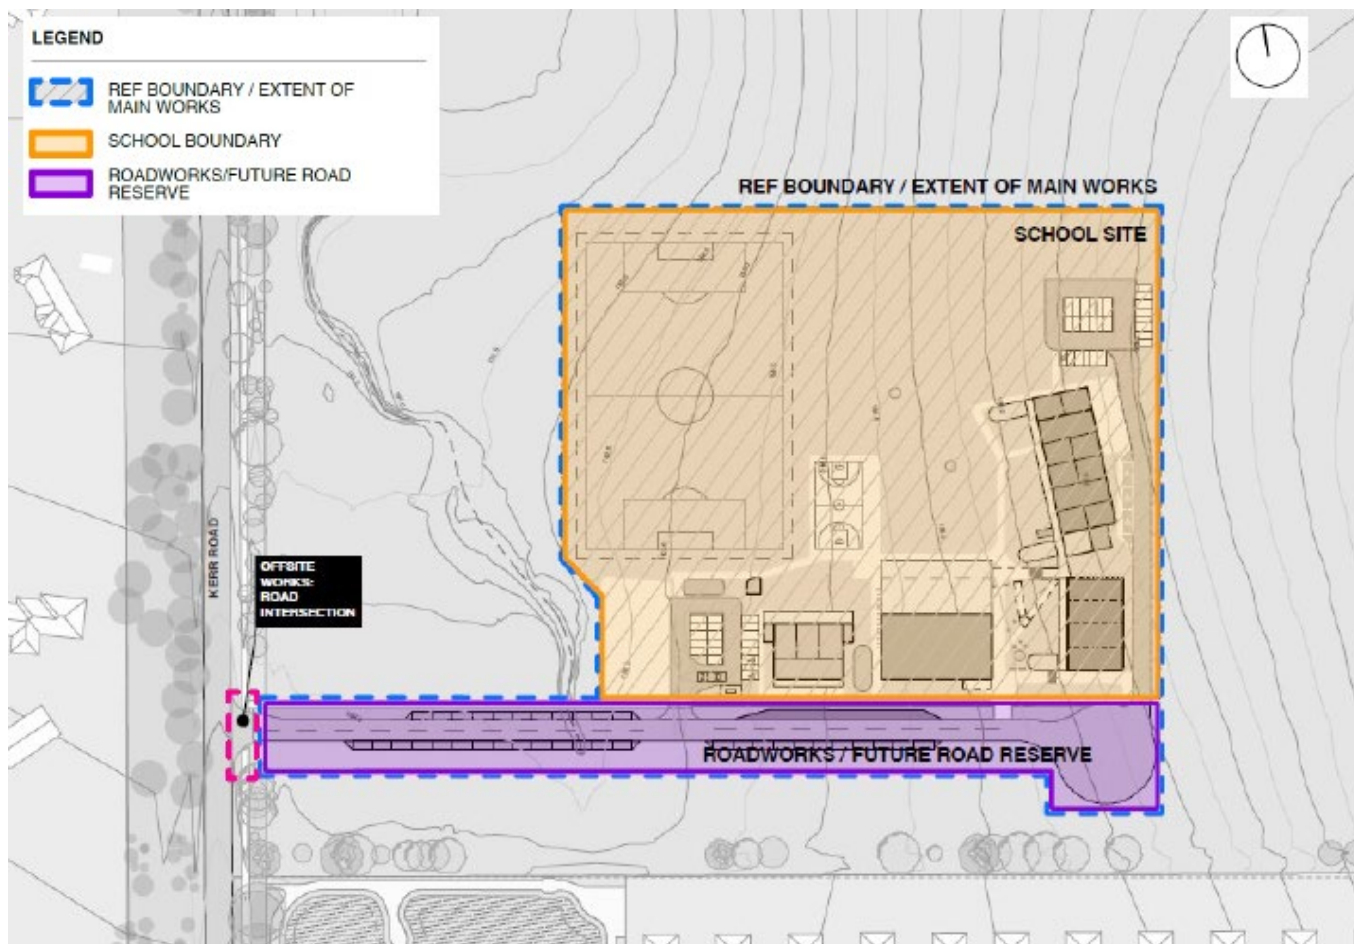 LEGEND
REF BOUNDARY / EXTENT OF
MAIN WORKS
SCHOOL BOUNDARY
ROADWORKS/FUTURE ROAD
RESERVE
REF BOUNDARY / EXTENT OF MAIN WORKS
SCHOOL SITE
KERR ROAD
OFFSITE
WORKS:
ROAD
INTERSECTION
ROADWORKS / FUTURE ROAD RESERVE